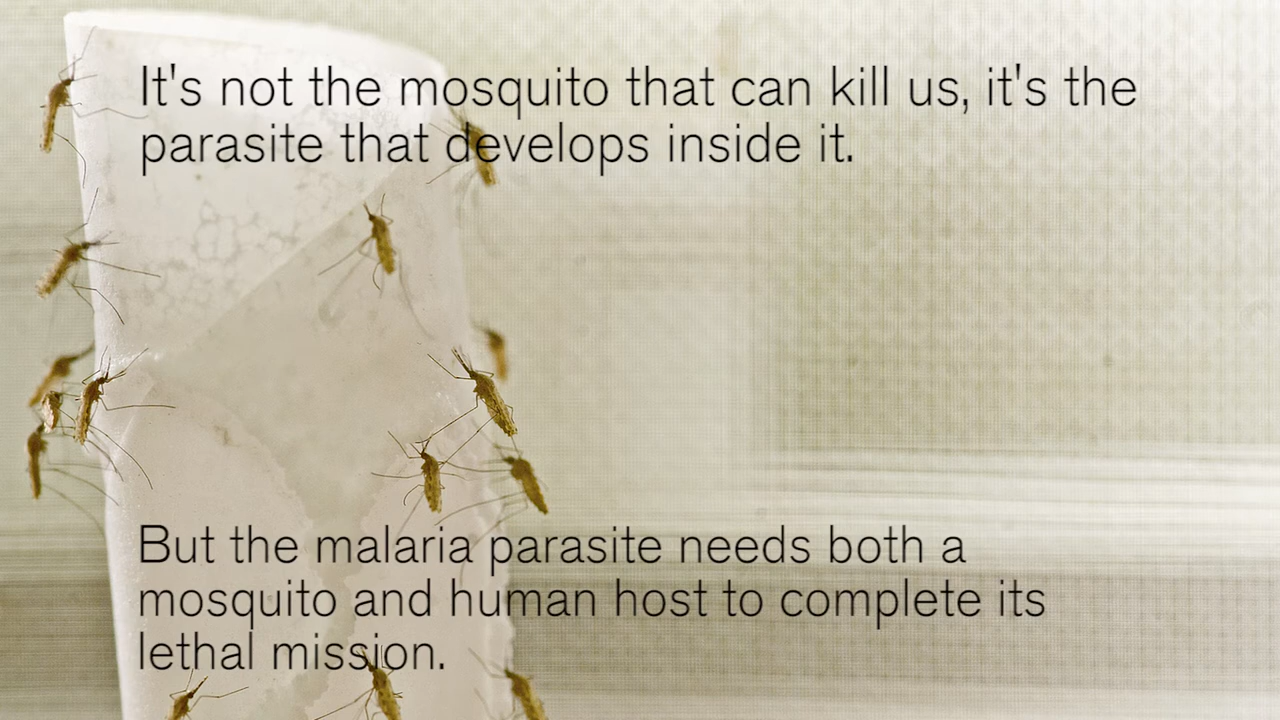 It's not the mosquito that can kill us, it's the
parasite that develops inside it.
But the malaria parasite needs both a
mosquito and human host to complete its
lethal mission.